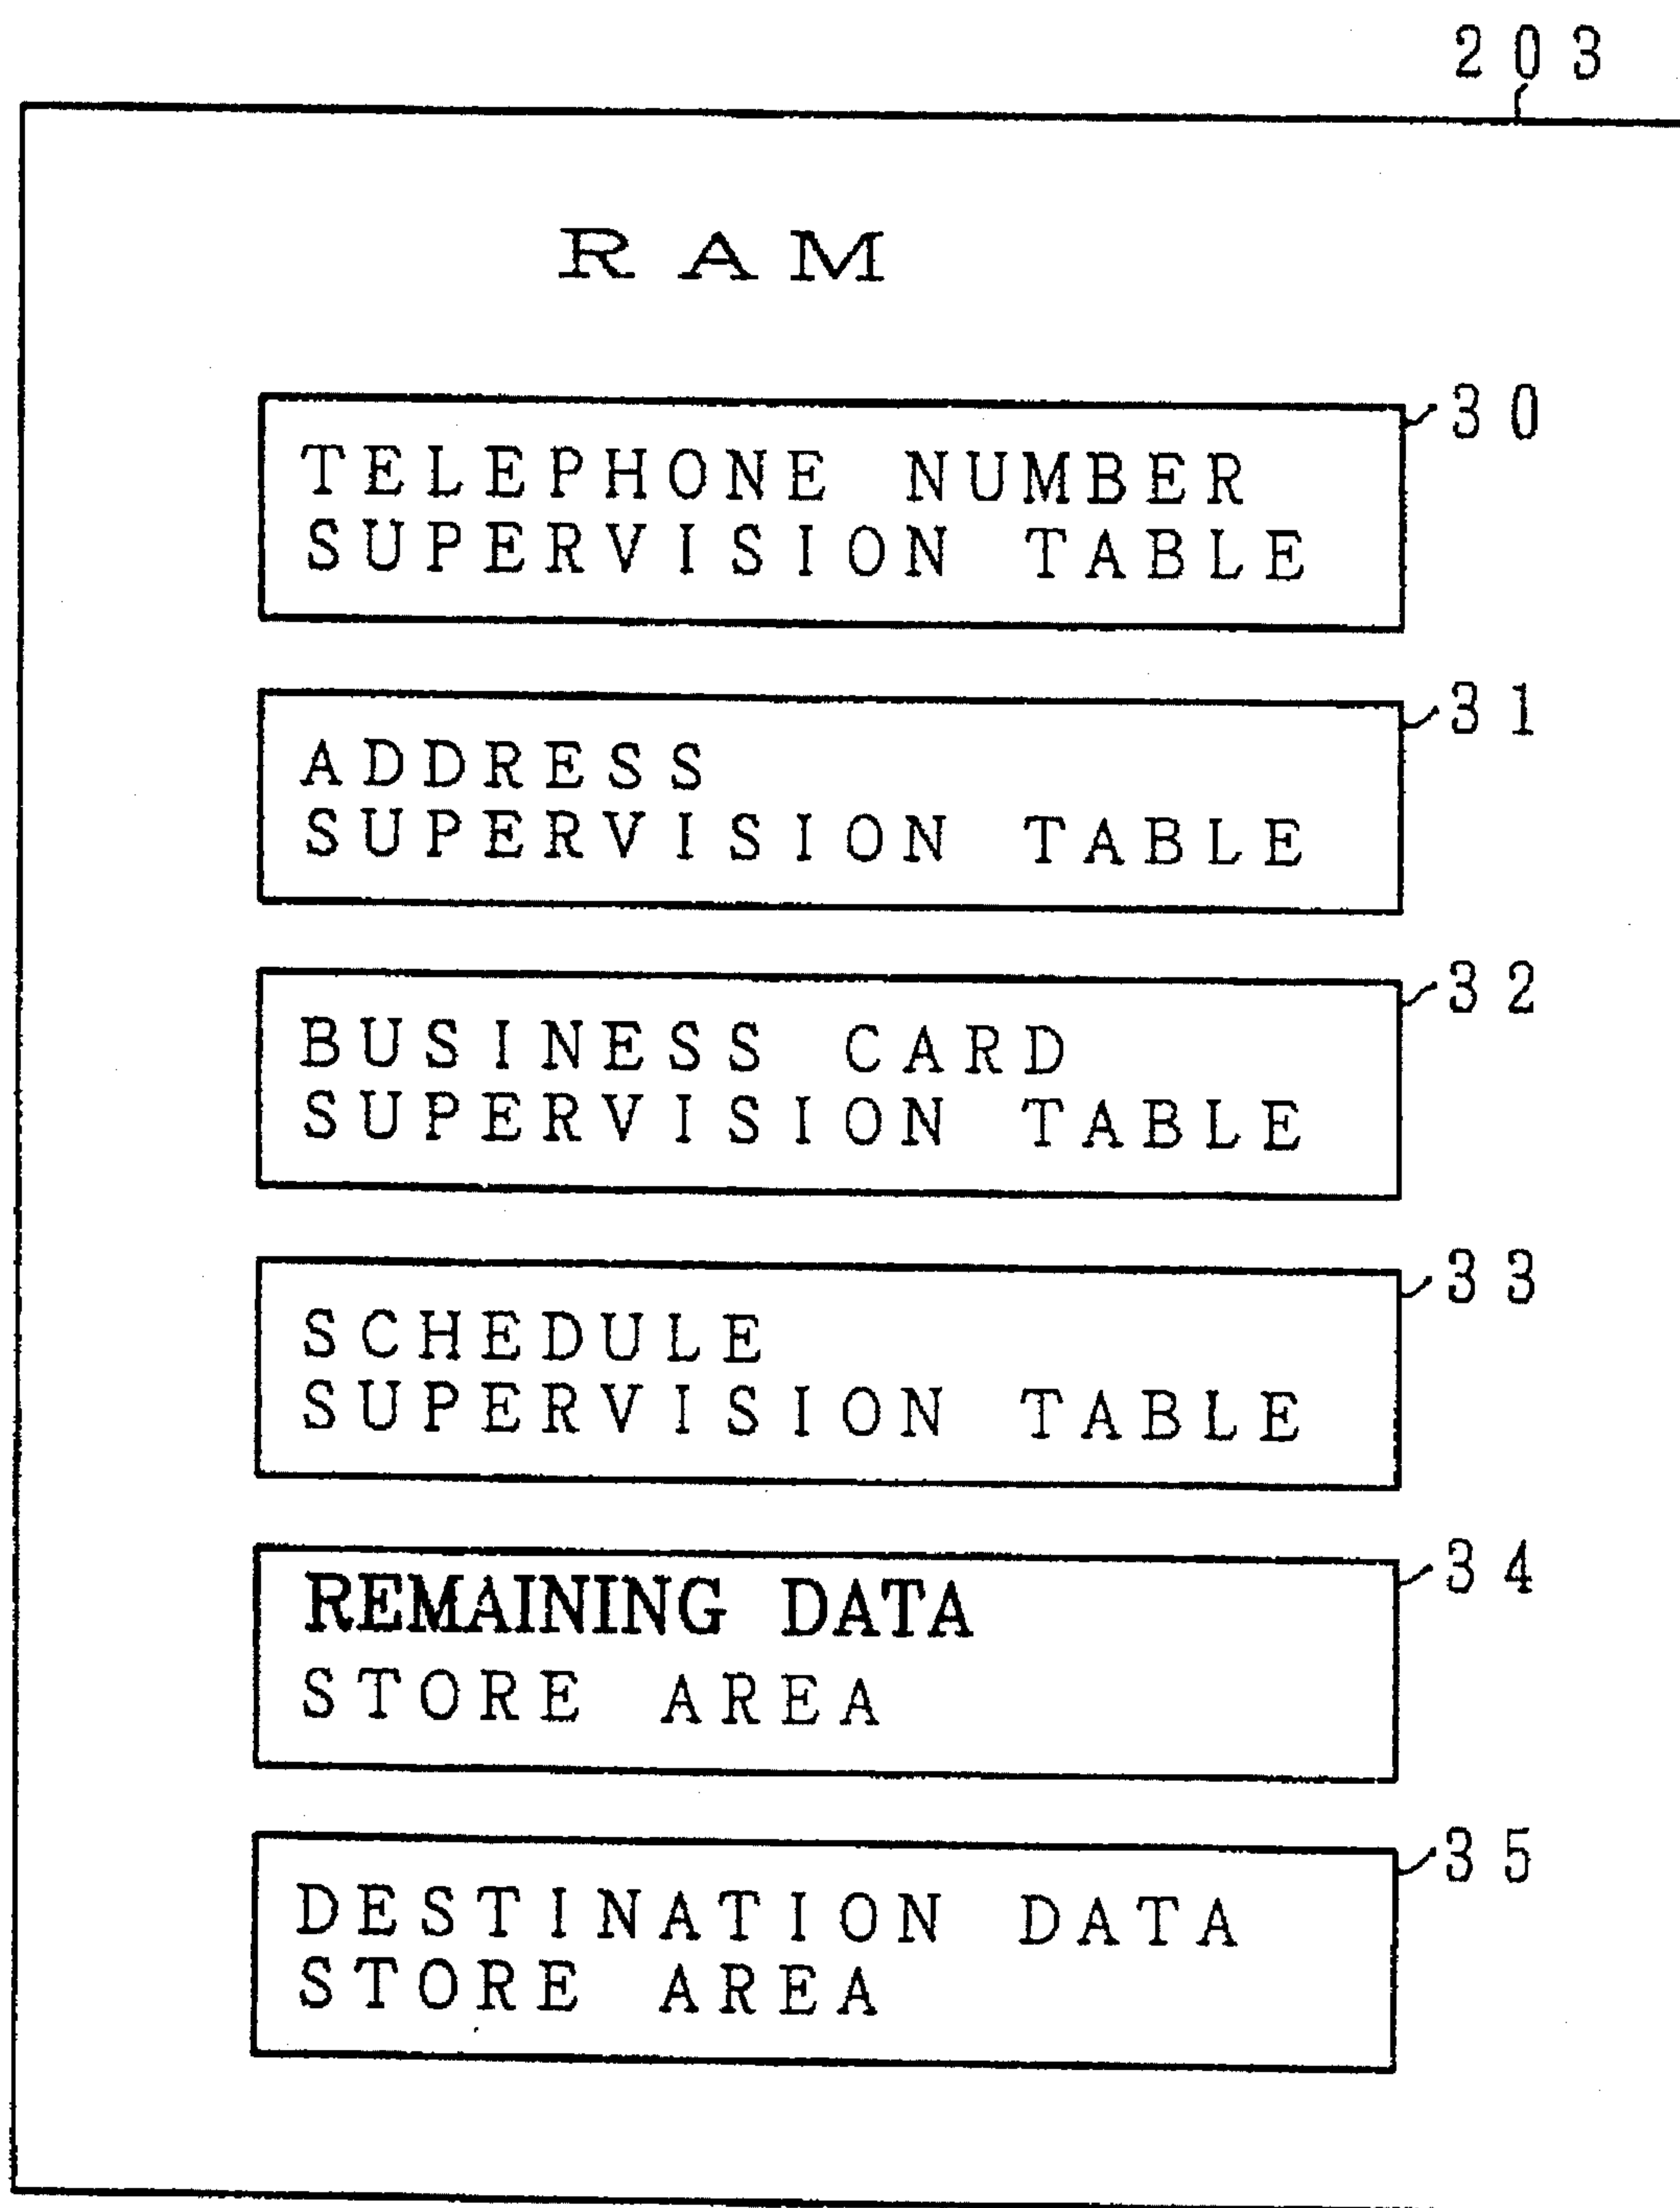 203
RAM
30
TELEPHONE NUMBER
SUPERVISION TABLE
31
ADDRESS
SUPERVISION TABLE
32
BUSINESS CARD
SUPERVISION TABLE
33
SCHEDULE
SUPERVISION TABLE
34
REMAINING DATA
STORE AREA
35
DESTINATION DATA
STORE AREA